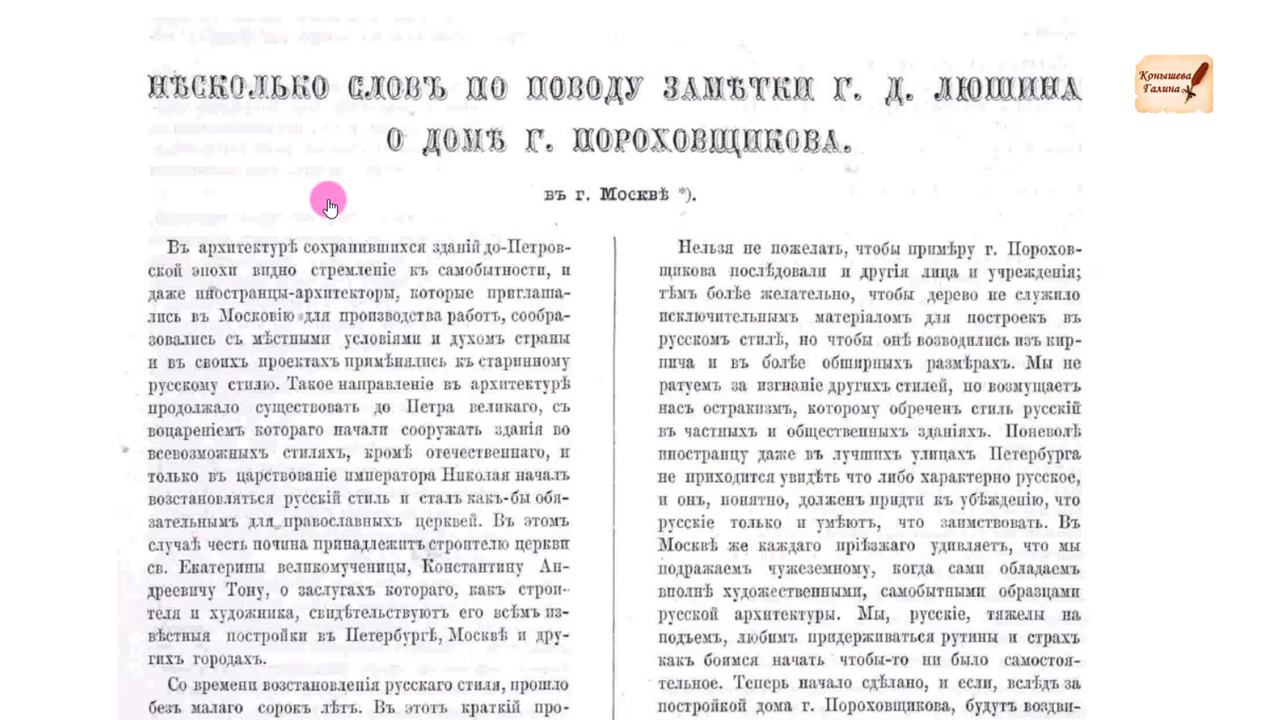 НѢСКОЛЬКО СЛОВЪ ПО ПОВОДУ ЗАМѢТКИ Г. Д. ЛЮШИНА
О ДОМѢ Г. ПОРОХОВЩИКОВА.
въ г. Москвѣ *).
Конышева
Галина
Въ архитектурѣ сохранившихся зданій до-Петров-
ской эпохи видно стремленіе къ самобытности, и
даже иностранцы-архитекторы, которые приглаша-
лись въ Московію для производства работъ, сообра-
зовались съ мѣстными условіями и духомъ страны
и въ своихъ проектахъ примѣнялись къ старинному
русскому стилю. Такое направленіе въ архитектурѣ
продолжало существовать до Петра великаго, съ
воцареніемъ котораго начали сооружать зданія во
всевозможныхъ стиляхъ, кромѣ отечественнаго, и
только въ царствованіе императора Николая началъ
возстановляться русскій стиль и сталъ какъ-бы обя-
зательнымъ для православныхъ церквей. Въ этомъ
случаѣ честь почина принадлежитъ строителю церкви
св. Екатерины великомученицы, Константину Ан-
дреевичу Тону, о заслугахъ котораго, какъ строи-
теля и художника, свидѣтельствуютъ его всѣмъ из-
вѣстныя постройки въ Петербургѣ, Москвѣ и дру-
гихъ городахъ.
Со времени возстановленія русскаго стиля, прошло
безъ малаго сорокъ лѣтъ. Въ этотъ краткій про-
Нельзя не пожелать, чтобы примѣру г. Порохов-
щикова послѣдовали и другія лица и учрежденія;
тѣмъ болѣе желательно, чтобы дерево не служило
исключительнымъ матеріаломъ для построекъ въ
русскомъ стилѣ, но чтобы онѣ возводились изъ кир-
пича и въ болѣе обширныхъ размѣрахъ. Мы не
ратуемъ за изгнаніе другихъ стилей, но возмущаетъ
насъ остракизмъ, которому обреченъ стиль русскій
въ частныхъ и общественныхъ зданіяхъ. Поневолѣ
иностранцу даже въ лучшихъ улицахъ Петербурга
не приходится увидѣть что либо характерно русское,
и онъ, понятно, долженъ придти къ убѣжденію, что
русскіе только и умѣютъ, что заимствовать. Въ
Москвѣ же каждаго пріѣзжаго удивляетъ, что мы
подражаемъ чужеземному, когда сами обладаемъ
вполнѣ художественными, самобытными образцами
русской архитектуры. Мы, русскіе, тяжелы на
подъемъ, любимъ придерживаться рутины и страхъ
какъ боимся начать чтобы-то ни было самостоя-
тельное. Теперь начало сдѣлано, и если, вслѣдъ за
постройкой дома г. Пороховщикова, будутъ воздви-